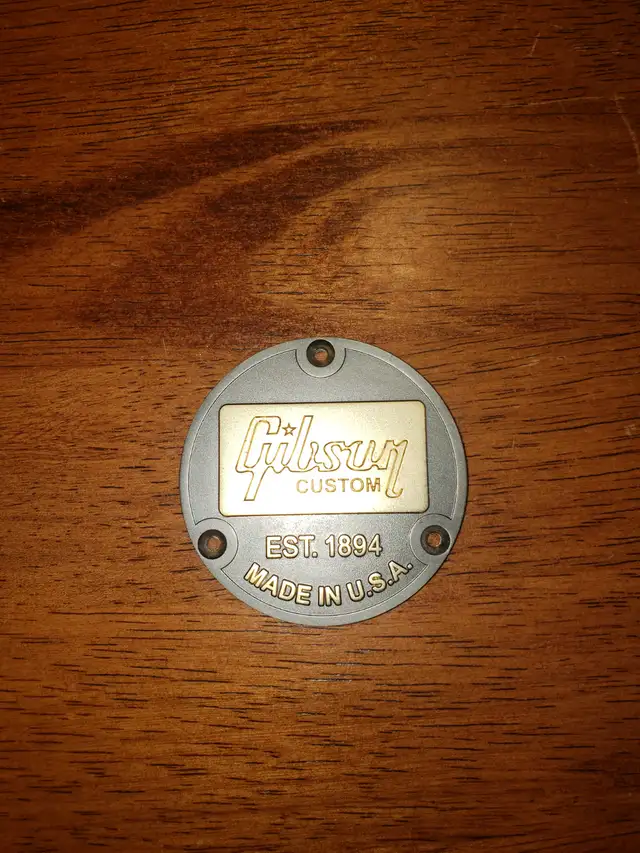 Gibson
CUSTOM
EST. 1894
MADE IN U.S.A.